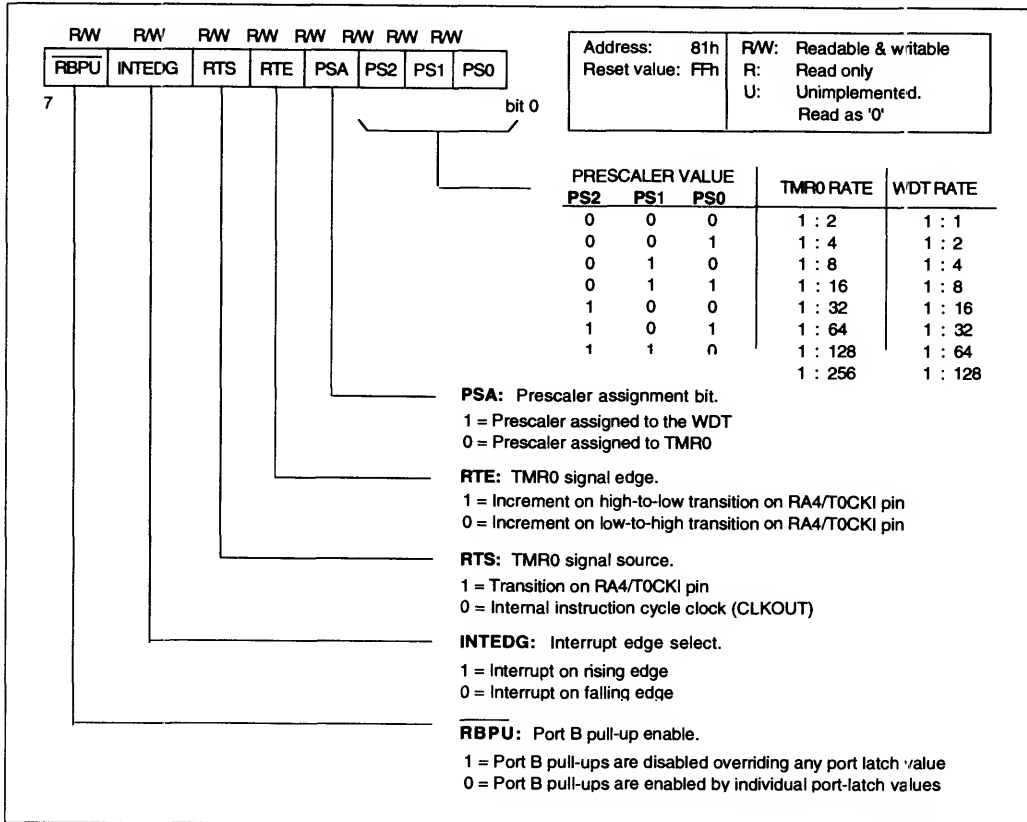 R/W R/W R/W R/W R/W R/W R/W R/W
RBPU INTEDG RTS RTE PSA PS2 PS1 PS0
7 bit 0
Address: 81h
Reset value: FFh
R/W: Readable & writable
R: Read only
U: Unimplemented.
Read as '0'
PRESCALER VALUE TMR0 RATE WDT RATE
PS2 PS1 PS0
0 0 0 1 : 2 1 : 1
0 0 1 1 : 4 1 : 2
0 1 0 1 : 8 1 : 4
0 1 1 1 : 16 1 : 8
1 0 0 1 : 32 1 : 16
1 0 1 1 : 64 1 : 32
1 1 0 1 : 128 1 : 64
1 : 256 1 : 128
PSA: Prescaler assignment bit.
1 = Prescaler assigned to the WDT
0 = Prescaler assigned to TMR0
RTE: TMR0 signal edge.
1 = Increment on high-to-low transition on RA4/T0CKI pin
0 = Increment on low-to-high transition on RA4/T0CKI pin
RTS: TMR0 signal source.
1 = Transition on RA4/T0CKI pin
0 = Internal instruction cycle clock (CLKOUT)
INTEDG: Interrupt edge select.
1 = Interrupt on rising edge
0 = Interrupt on falling edge
RBPU: Port B pull-up enable.
1 = Port B pull-ups are disabled overriding any port latch value
0 = Port B pull-ups are enabled by individual port-latch values